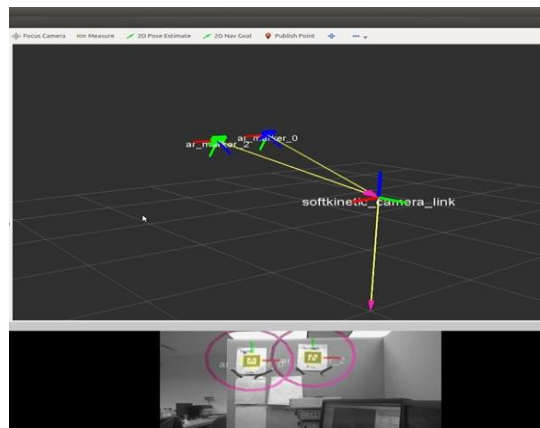 Focus Camera Measure 2D Pose Estimate 2D Nav Goal Publish Point
ar_marker_2 ar_marker_0
softkinetic_camera_link